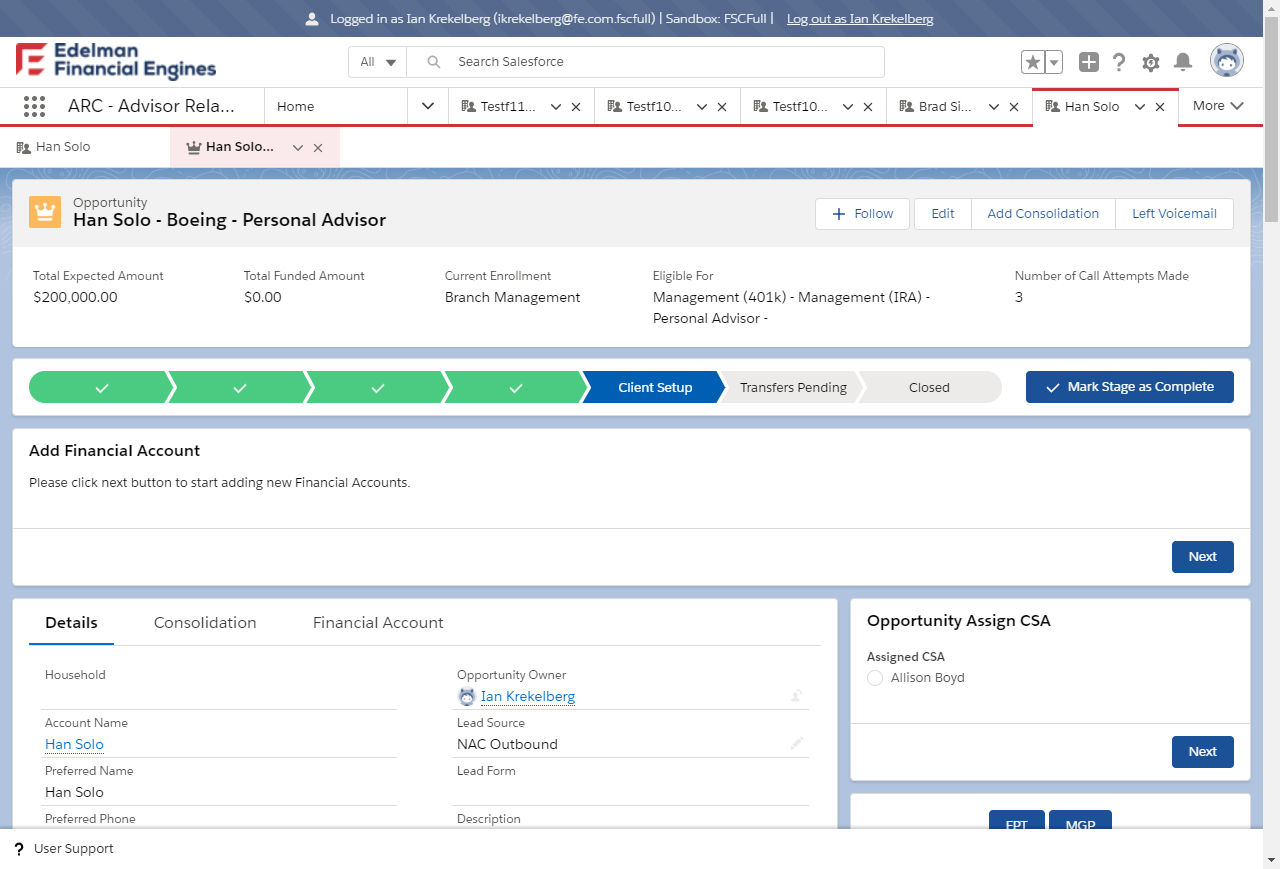 Logged in as Ian Krekelberg (ikrekelberg@fe.com.fscfull) | Sandbox: FSCFull | Log out as Ian Krekelberg
Edelman
Financial Engines
All
Search Salesforce
ARC - Advisor Rela...
Home
Testf11...
Testf10...
Testf10...
Brad Si...
Han Solo
More
Han Solo
Han Solo...
Opportunity
Han Solo - Boeing - Personal Advisor
Follow
Edit
Add Consolidation
Left Voicemail
Total Expected Amount
$200,000.00
Total Funded Amount
$0.00
Current Enrollment
Branch Management
Eligible For
Management (401k) - Management (IRA) -
Personal Advisor -
Number of Call Attempts Made
3
Client Setup
Transfers Pending
Closed
Mark Stage as Complete
Add Financial Account
Please click next button to start adding new Financial Accounts.
Next
Details
Consolidation
Financial Account
Household
Opportunity Owner
Ian Krekelberg
Account Name
Han Solo
Lead Source
NAC Outbound
Preferred Name
Han Solo
Lead Form
Preferred Phone
Description
Opportunity Assign CSA
Assigned CSA
Allison Boyd
Next
FPT
MGP
? User Support